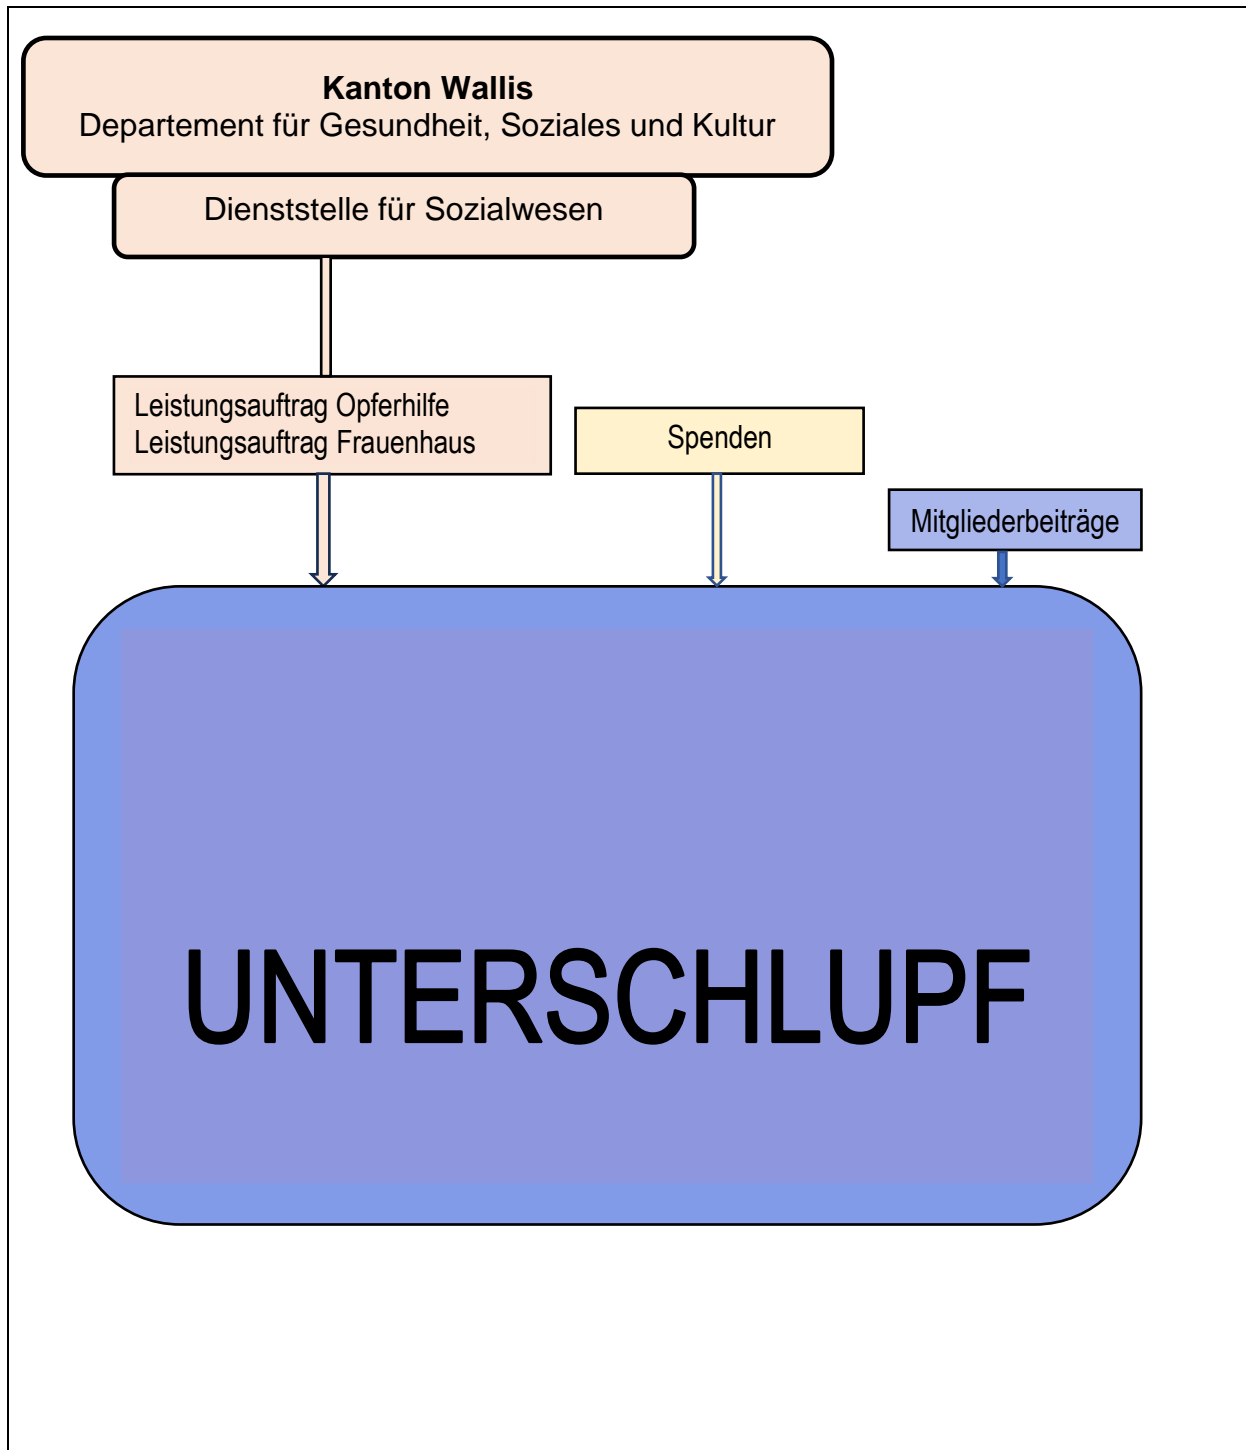 Kanton Wallis
Departement für Gesundheit, Soziales und Kultur
Dienststelle für Sozialwesen
Leistungsauftrag Opferhilfe
Leistungsauftrag Frauenhaus
Spenden
Mitgliederbeiträge
UNTERSCHLUPF